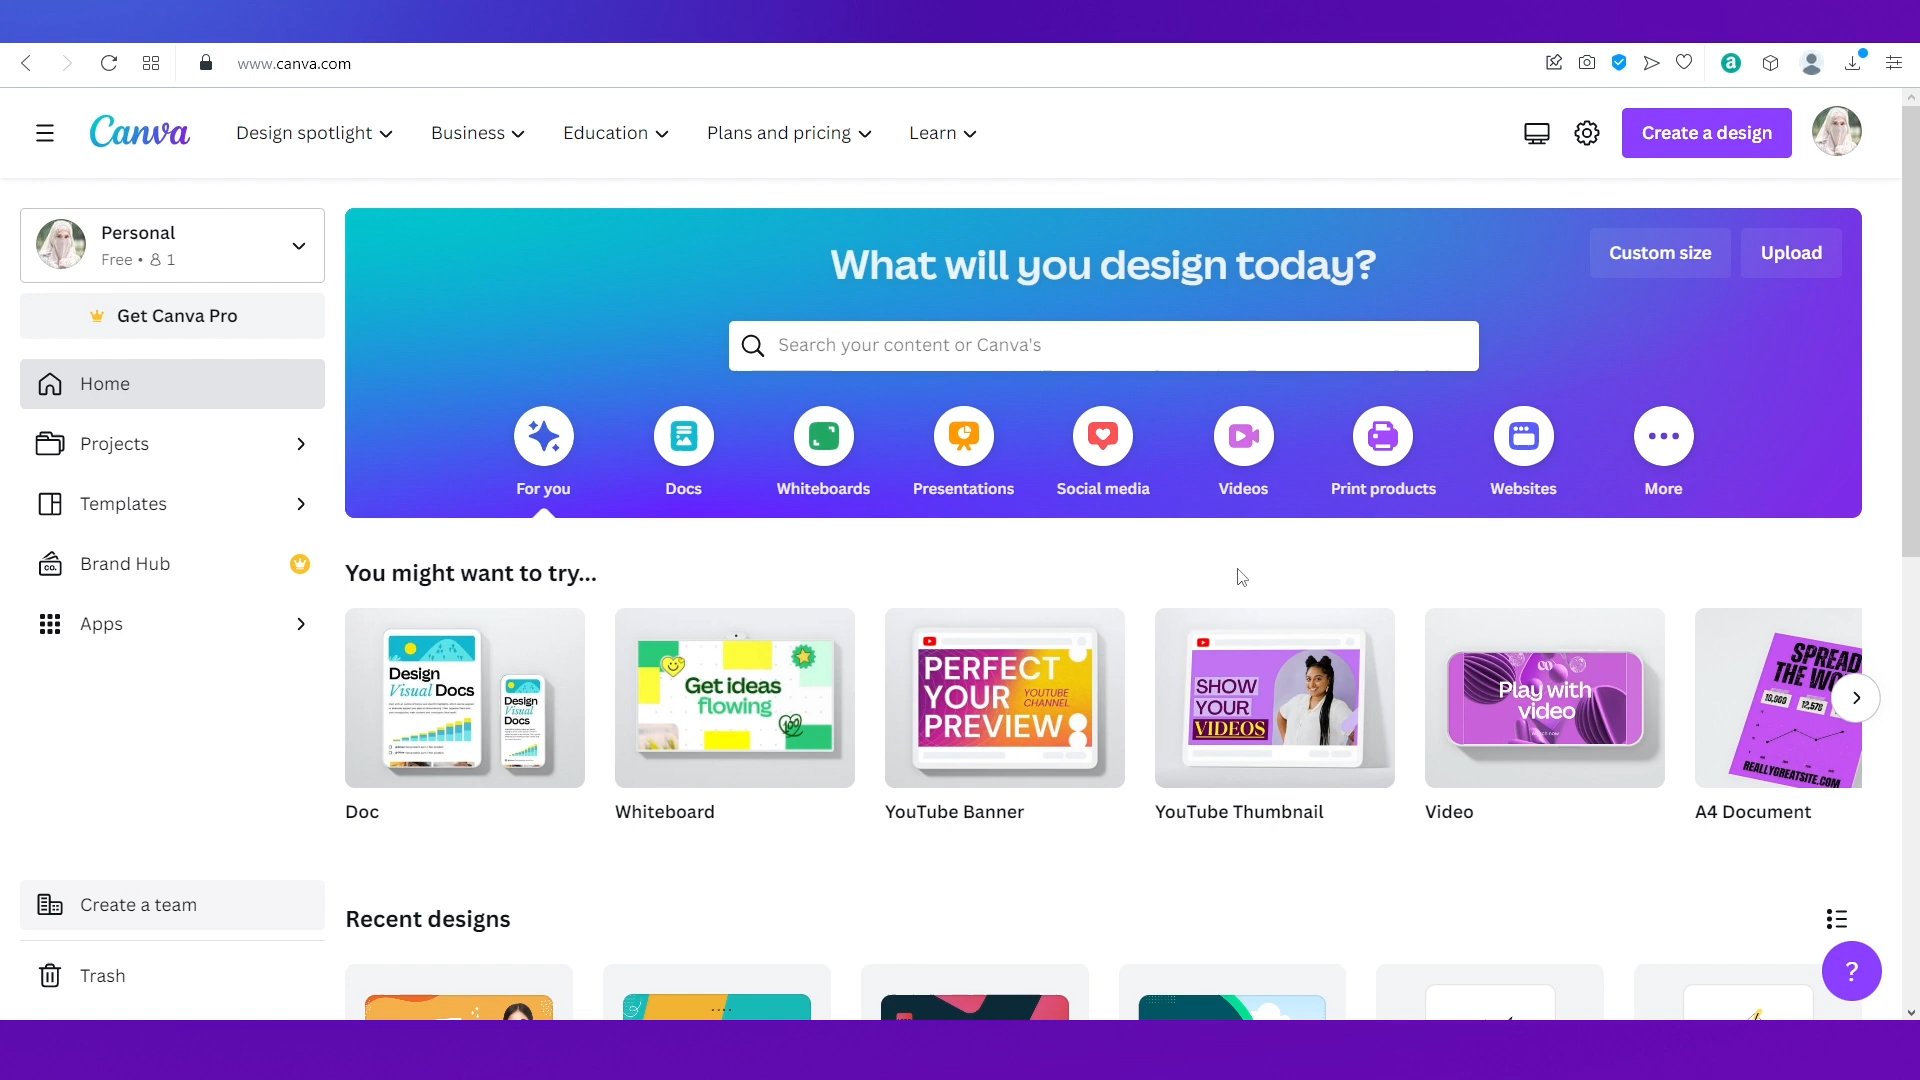 www.canva.com
Canva
Design spotlight
Business
Education
Plans and pricing
Learn
Create a design
Personal
Free • 1
Get Canva Pro
Home
Projects
Templates
Brand Hub
CO.
Apps
Create a team
Trash
What will you design today?
Custom size
Upload
Search your content or Canva's
For you
Docs
Whiteboards
Presentations
Social media
Videos
Print products
Websites
More
You might want to try...
Design
Visual Docs
Design
Visual
Docs
Get ideas
flowing
100
PERFECT
YOUR
PREVIEW
YOUTUBE
CHANNEL
SHOW
YOUR
VIDEOS
Play with
video
SPREAD
THE WO
12,576
REALLYGREATSITE.COM
Doc
Whiteboard
YouTube Banner
YouTube Thumbnail
Video
A4 Document
Recent designs
?